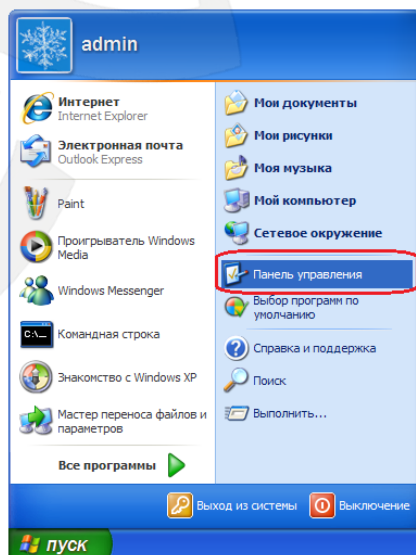 admin
Интернет
Internet Explorer
Электронная почта
Outlook Express
Paint
Проигрыватель Windows
Media
Windows Messenger
C:\_
Командная строка
Знакомство с Windows XP
Мастер переноса файлов и
параметров
Все программы
Мои документы
Мои рисунки
Моя музыка
Мой компьютер
Сетевое окружение
Панель управления
Выбор программ по
умолчанию
Справка и поддержка
Поиск
Выполнить...
Выход из системы
Выключение
пуск